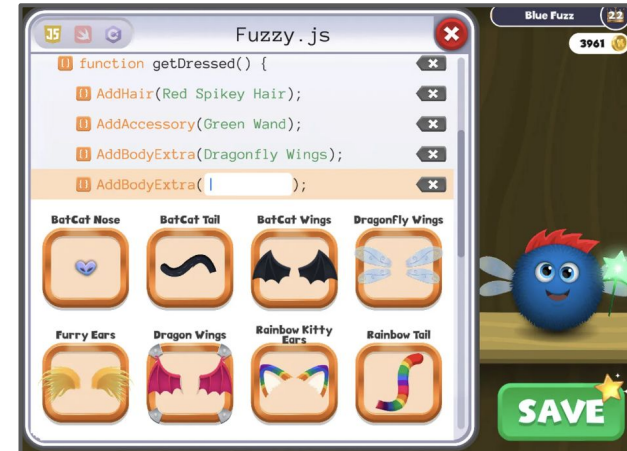 JS Fuzzy.js
Blue Fuzz 22
3961
function getDressed() {
AddHair(Red Spikey Hair);
AddAccessory(Green Wand);
AddBodyExtra(Dragonfly Wings);
AddBodyExtra( );
BatCat Nose BatCat Tail BatCat Wings Dragonfly Wings
Furry Ears Dragon Wings Rainbow Kitty Ears Rainbow Tail
SAVE